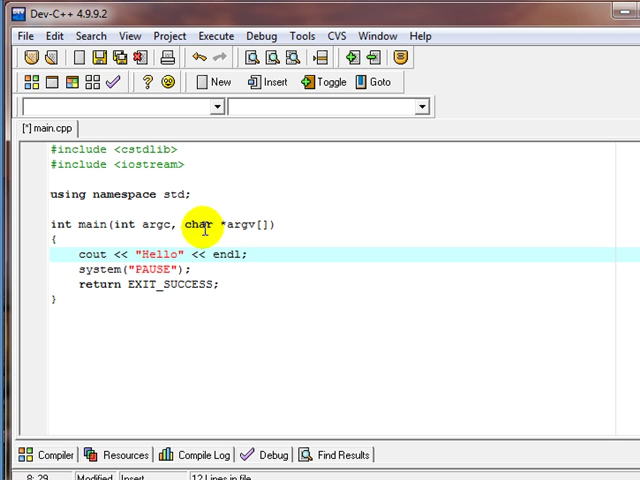 Dev-C++ 4.9.9.2
File Edit Search View Project Execute Debug Tools CVS Window Help
New Insert Toggle Goto
[*] main.cpp
#include <cstdlib>
#include <iostream>
using namespace std;
int main(int argc, char *argv[])
{
cout << "Hello" << endl;
system("PAUSE");
return EXIT_SUCCESS;
}
Compiler Resources Compile Log Debug Find Results
8: 29 Modified Insert 12 Lines in file